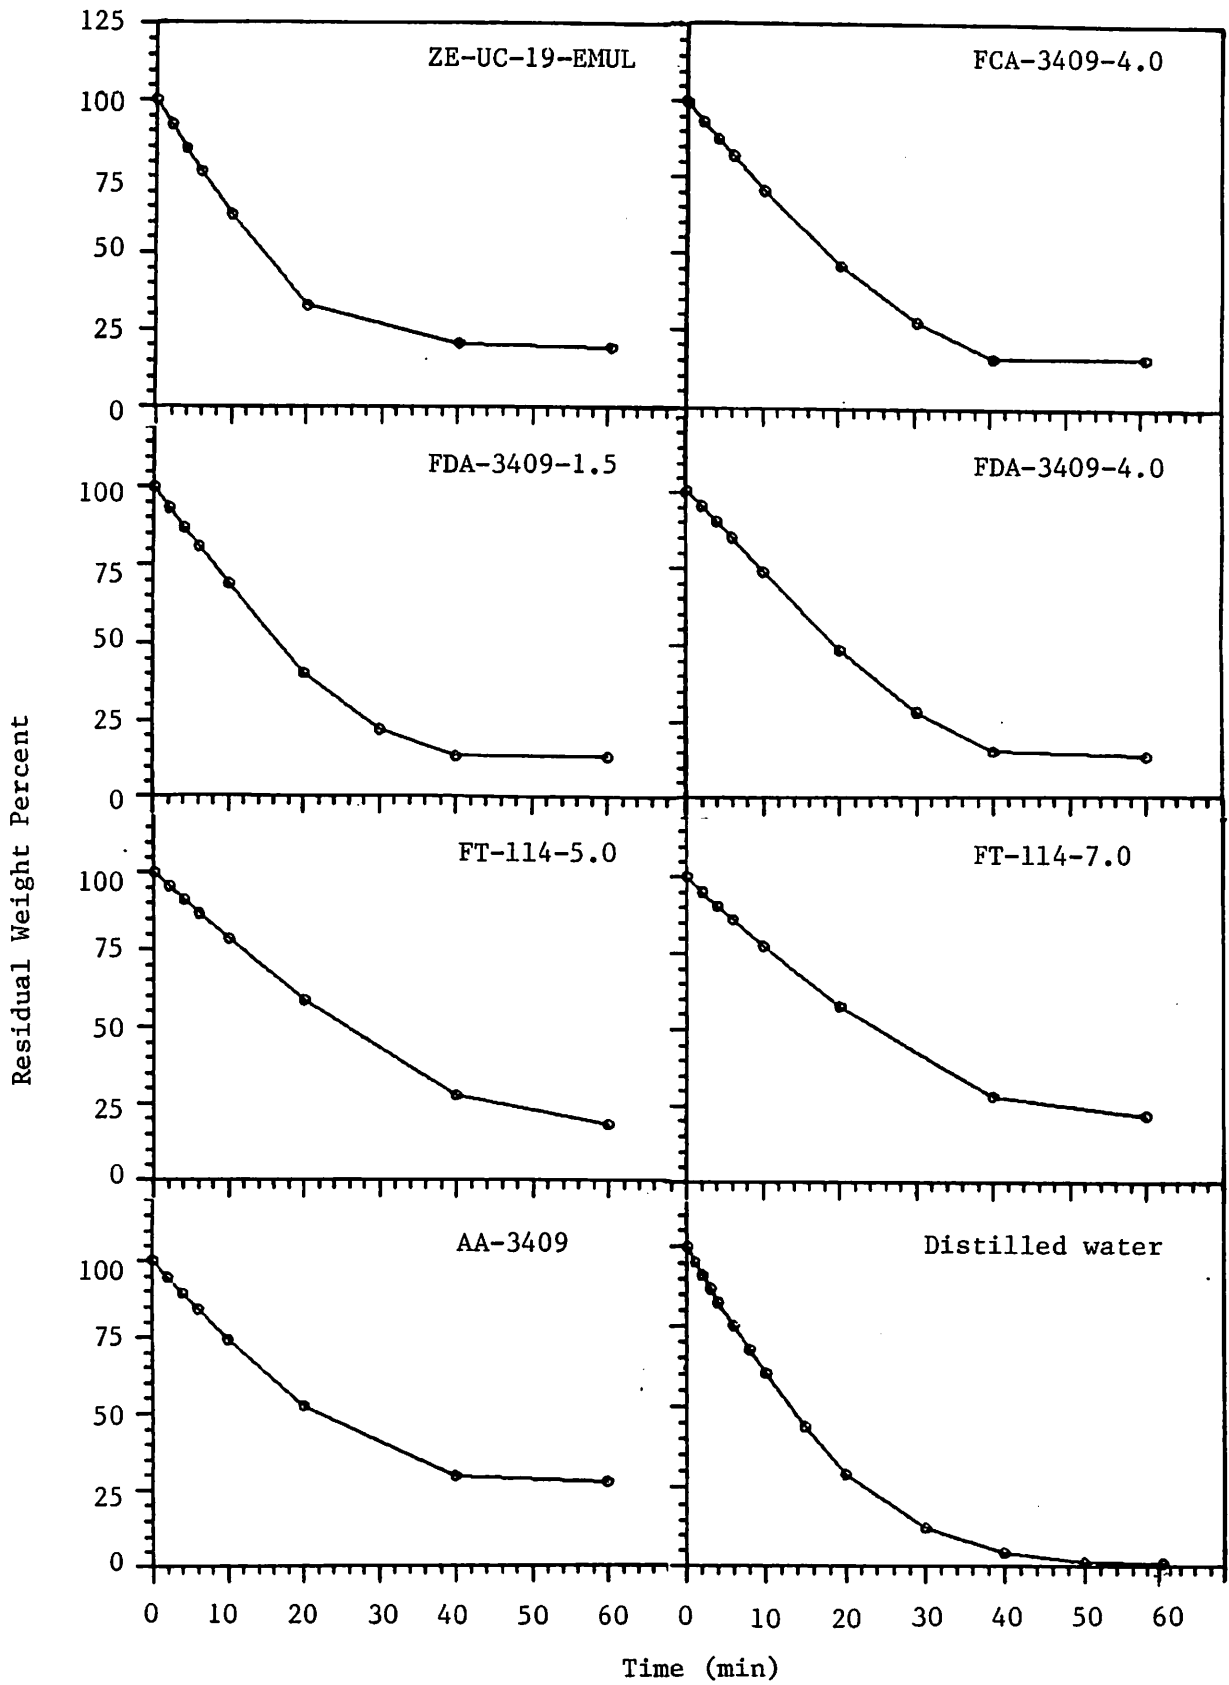 125
ZE-UC-19-EMUL
FCA-3409-4.0
100
75
50
25
0
FDA-3409-1.5
FDA-3409-4.0
100
75
50
25
0
FT-114-5.0
FT-114-7.0
100
75
50
25
0
AA-3409
Distilled water
100
75
50
25
0
Residual Weight Percent
0 10 20 30 40 50 60
0 10 20 30 40 50 60
Time (min)